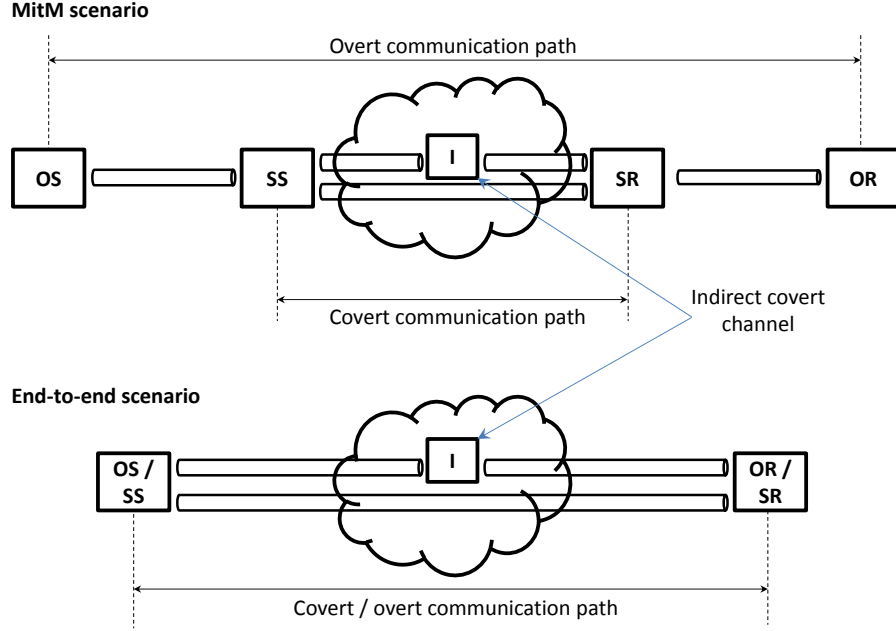 MitM scenario
Overt communication path
I
OS
SS
SR
OR
Indirect covert
channel
Covert communication path
End-to-end scenario
I
OS /
SS
OR /
SR
Covert / overt communication path